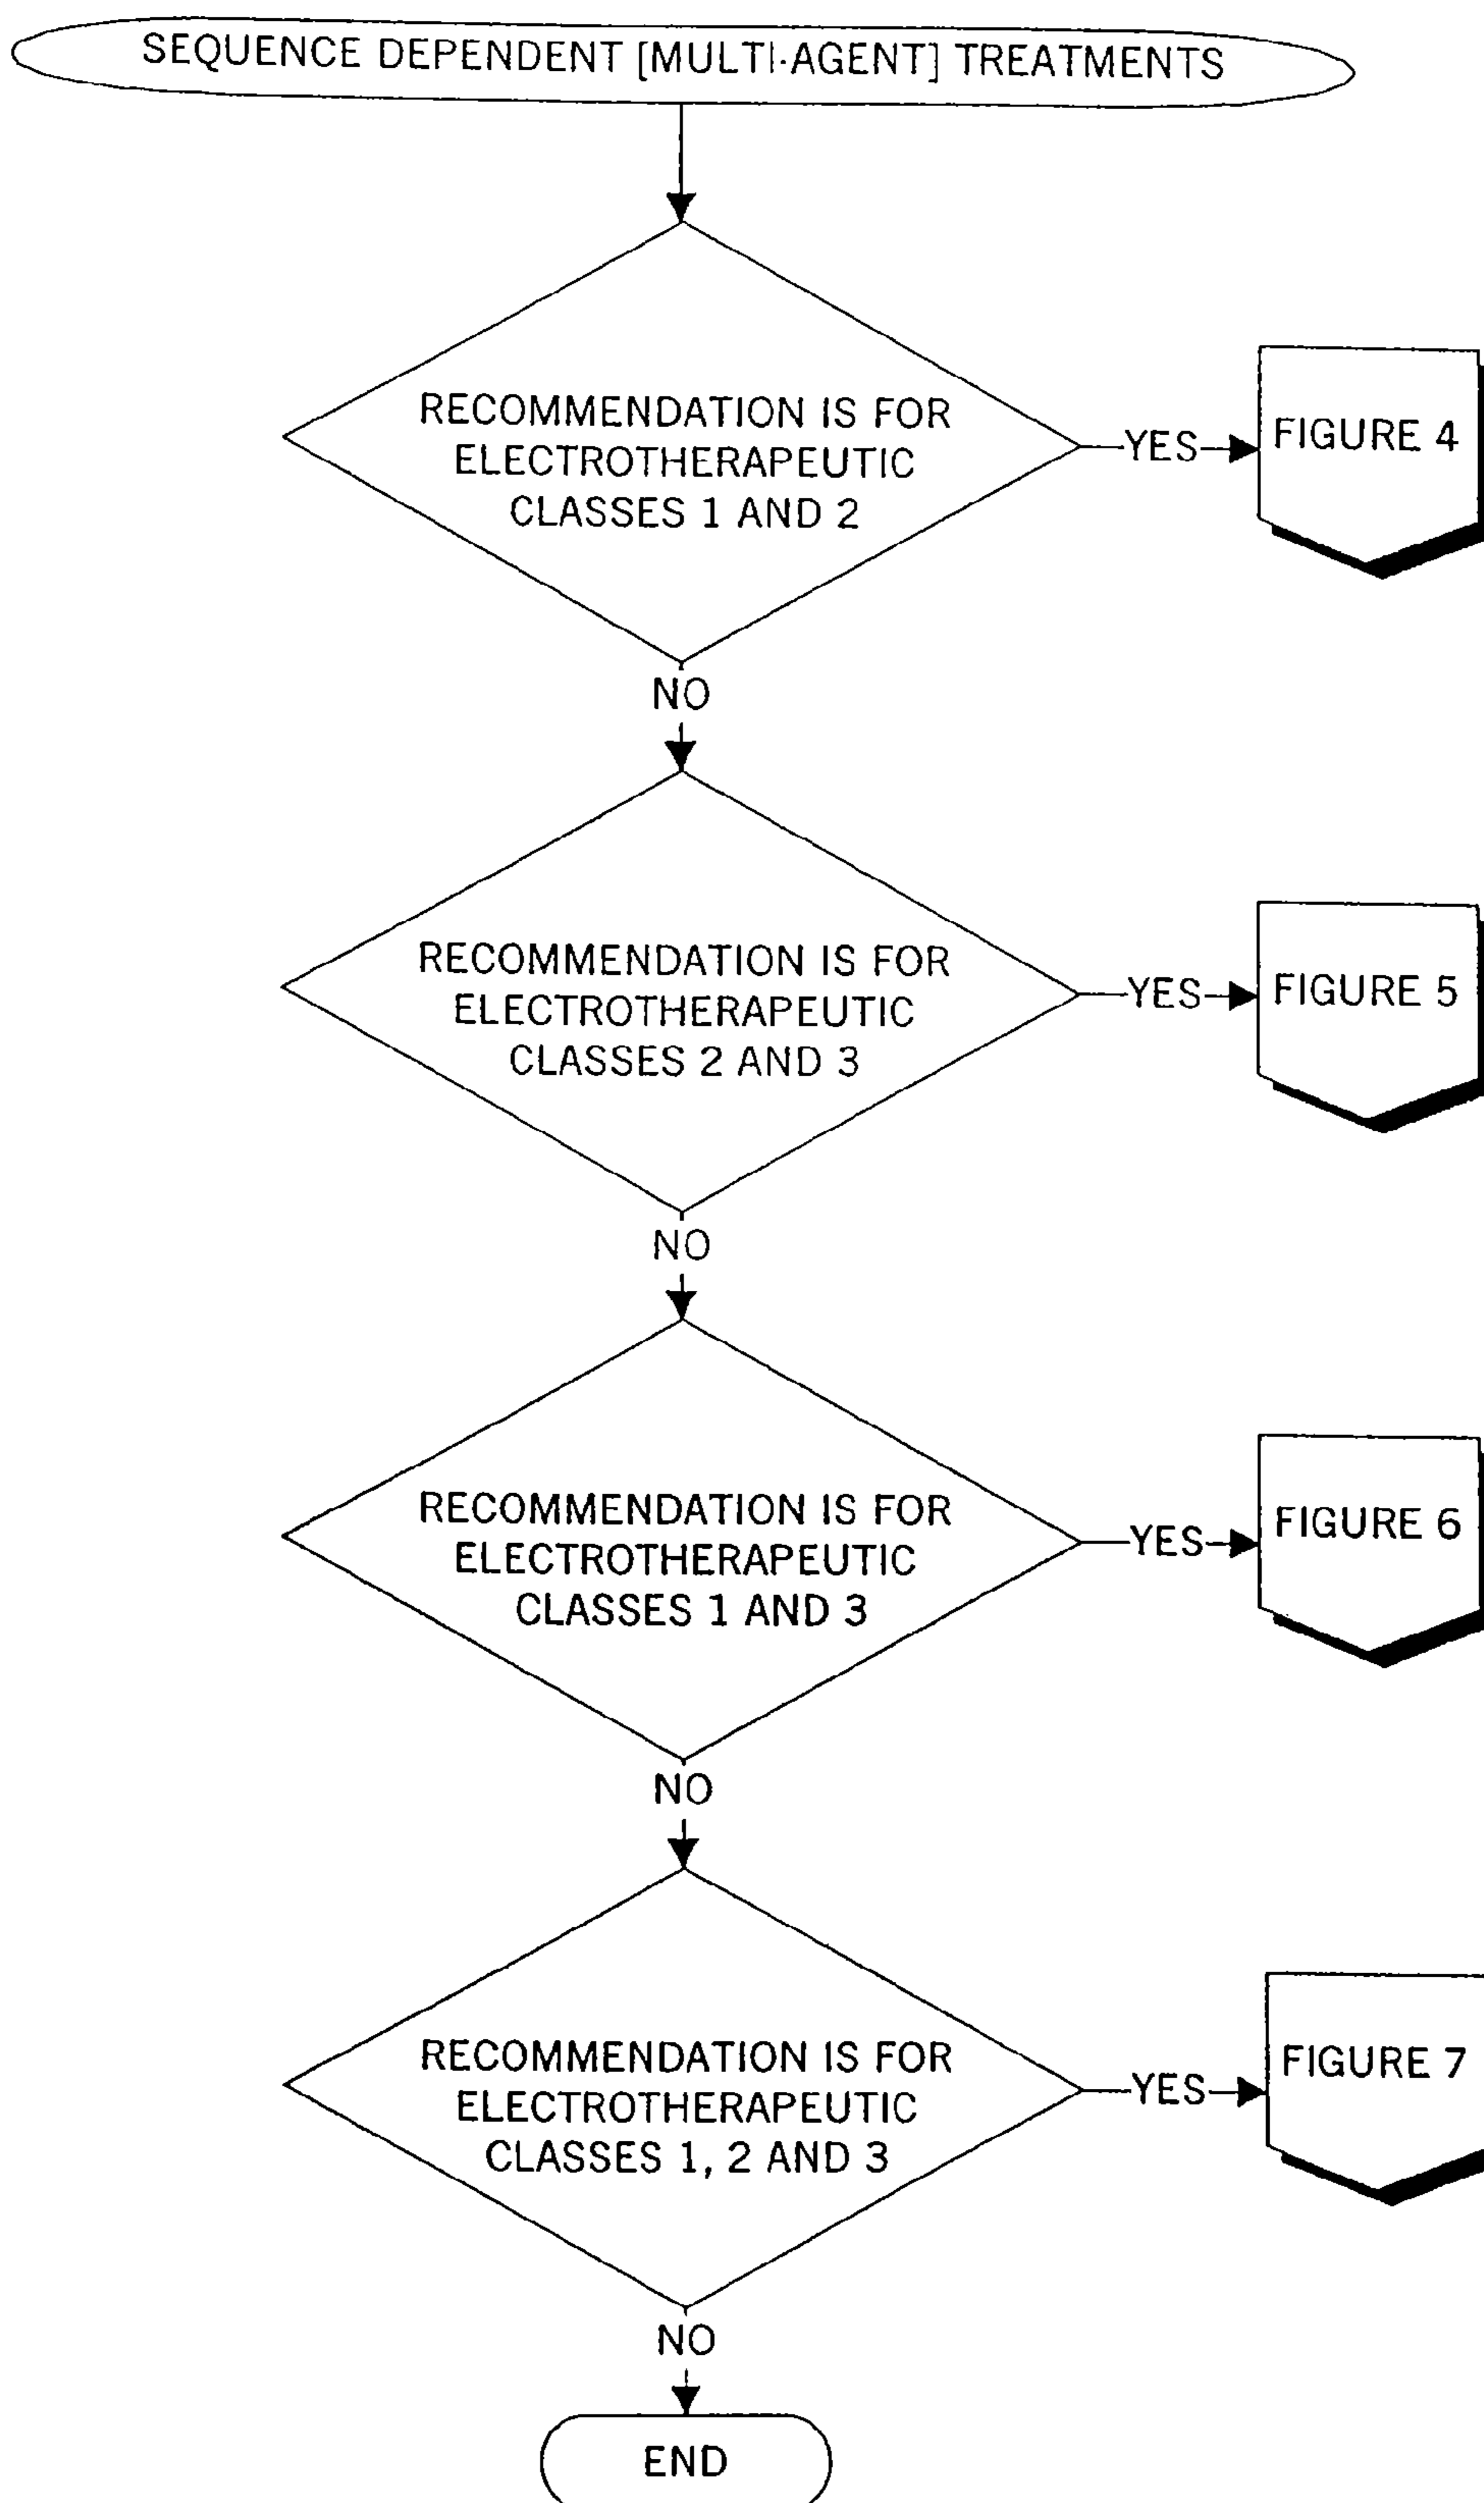 SEQUENCE DEPENDENT [MULTI-AGENT] TREATMENTS
RECOMMENDATION IS FOR
ELECTROTHERAPEUTIC
CLASSES 1 AND 2
YES
FIGURE 4
NO
RECOMMENDATION IS FOR
ELECTROTHERAPEUTIC
CLASSES 2 AND 3
YES
FIGURE 5
NO
RECOMMENDATION IS FOR
ELECTROTHERAPEUTIC
CLASSES 1 AND 3
YES
FIGURE 6
NO
RECOMMENDATION IS FOR
ELECTROTHERAPEUTIC
CLASSES 1, 2 AND 3
YES
FIGURE 7
NO
END